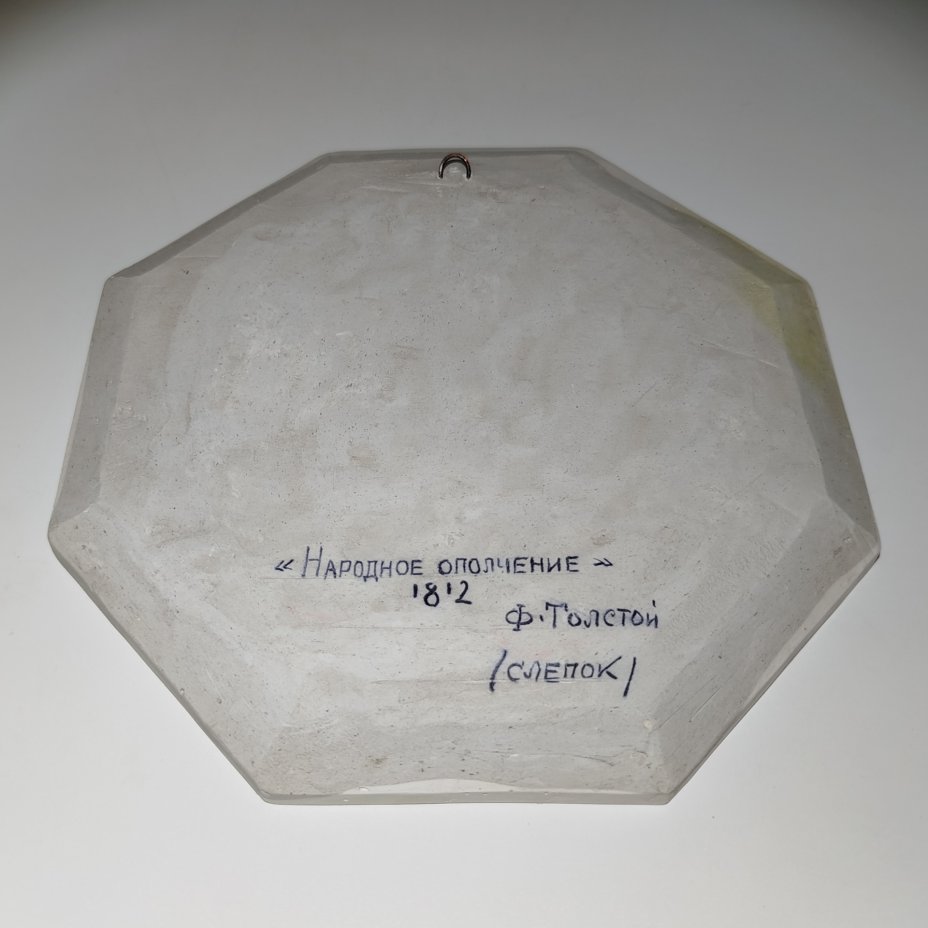 « Народное ополчение »
1812
Ф. Толстой
/слепок/